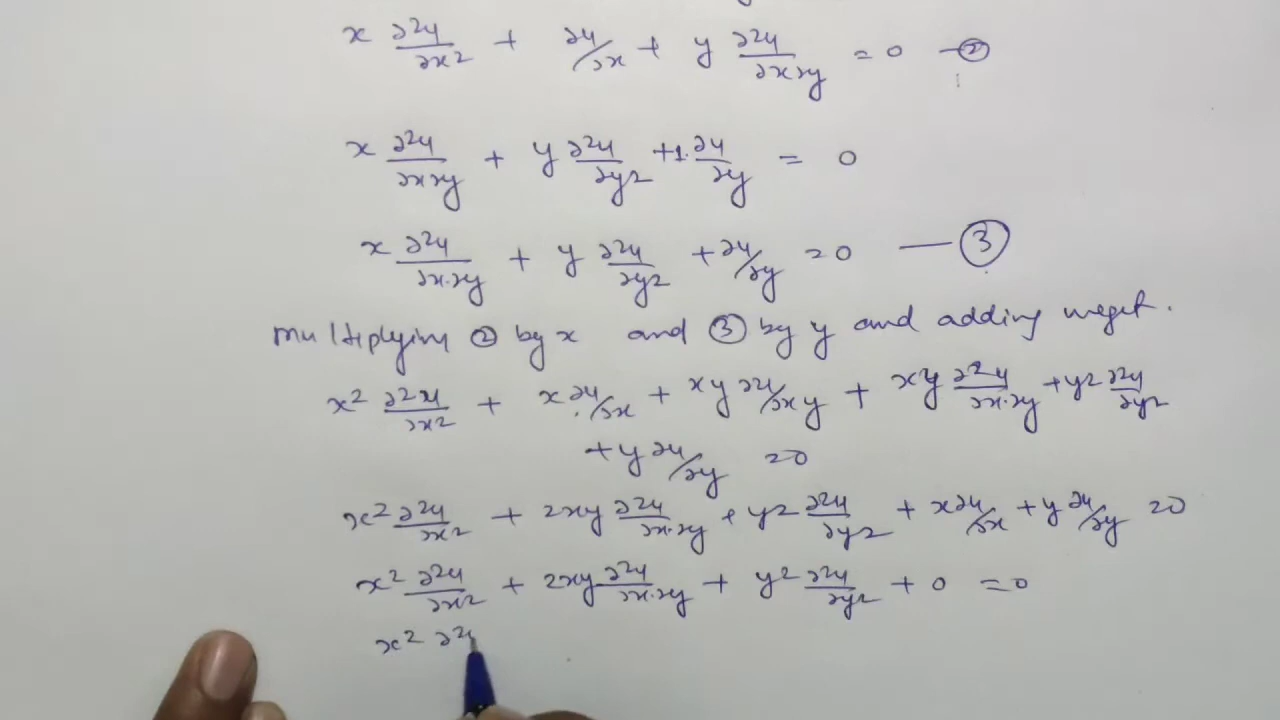 x ∂²u/∂x² + ∂u/∂x + y ∂²u/∂x∂y = 0 —②
x ∂²u/∂x∂y + y ∂²u/∂y² + 1·∂u/∂y = 0
x ∂²u/∂x·∂y + y ∂²u/∂y² + ∂u/∂y = 0 —③
Multiplying ② by x and ③ by y and adding we get.
x² ∂²u/∂x² + x ∂u/∂x + xy ∂u/∂xy + xy ∂²u/∂x·∂y + y² ∂²u/∂y²
+ y ∂u/∂y = 0
x² ∂²u/∂x² + 2xy ∂²u/∂x·∂y + y² ∂²u/∂y² + x ∂u/∂x + y ∂u/∂y = 0
x² ∂²u/∂x² + 2xy ∂²u/∂x·∂y + y² ∂²u/∂y² + 0 = 0
x² ∂²u